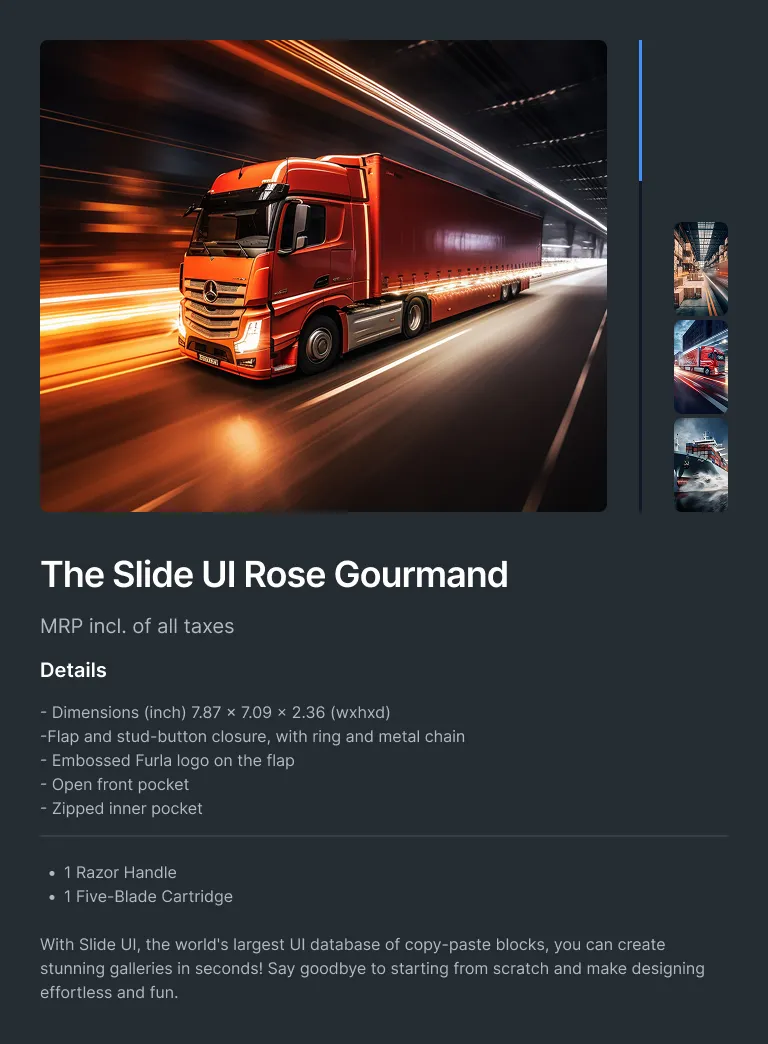 The Slide UI Rose Gourmand
MRP incl. of all taxes
Details
- Dimensions (inch) 7.87 × 7.09 × 2.36 (wxhxd)
-Flap and stud-button closure, with ring and metal chain
- Embossed Furla logo on the flap
- Open front pocket
- Zipped inner pocket
• 1 Razor Handle
• 1 Five-Blade Cartridge
With Slide UI, the world's largest UI database of copy-paste blocks, you can create
stunning galleries in seconds! Say goodbye to starting from scratch and make designing
effortless and fun.